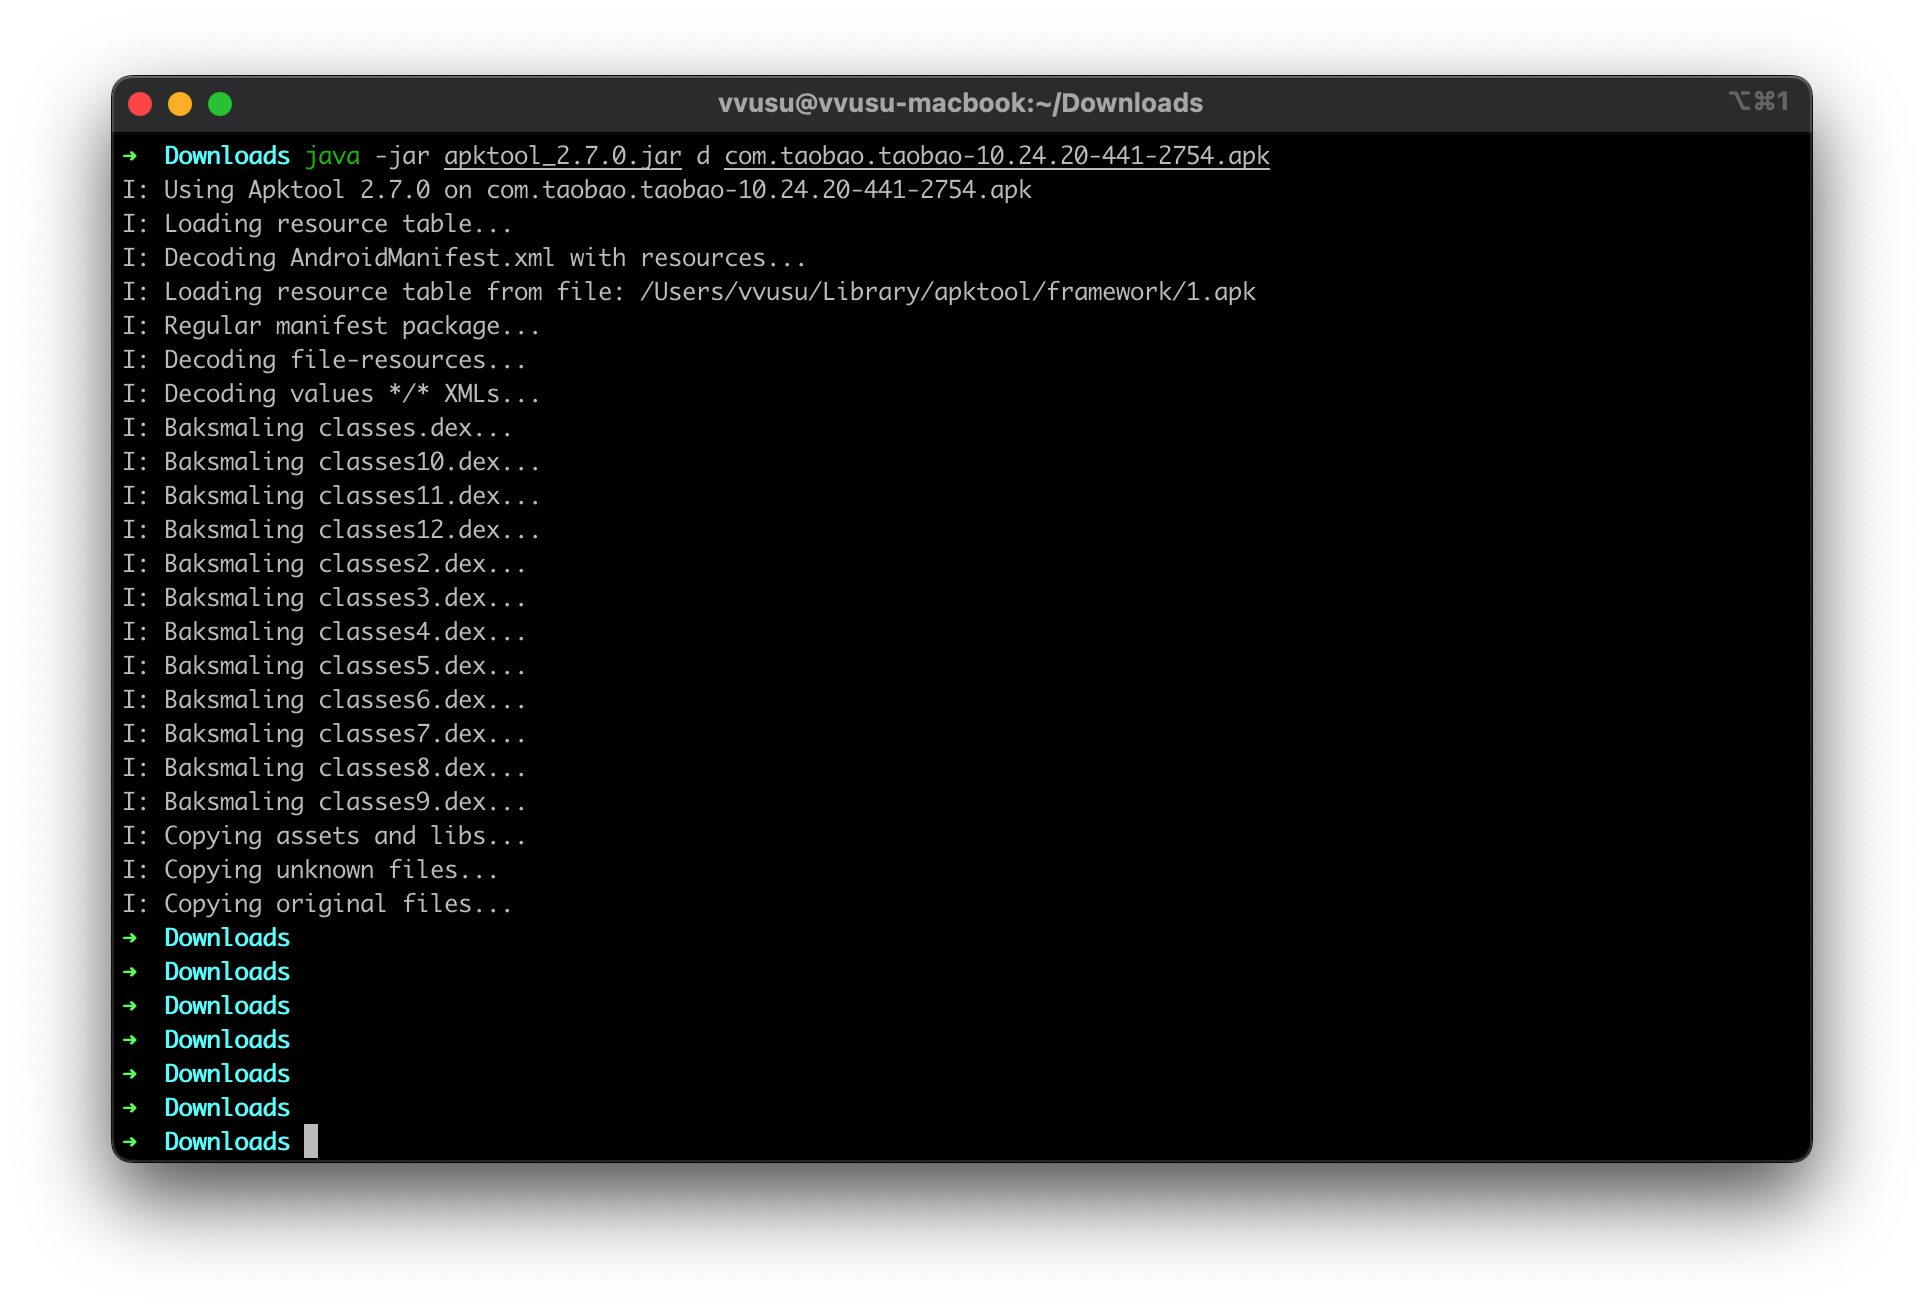 vvusu@vvusu-macbook:~/Downloads
⌥⌘1
➜ Downloads java -jar apktool_2.7.0.jar d com.taobao.taobao-10.24.20-441-2754.apk
I: Using Apktool 2.7.0 on com.taobao.taobao-10.24.20-441-2754.apk
I: Loading resource table...
I: Decoding AndroidManifest.xml with resources...
I: Loading resource table from file: /Users/vvusu/Library/apktool/framework/1.apk
I: Regular manifest package...
I: Decoding file-resources...
I: Decoding values */* XMLs...
I: Baksmaling classes.dex...
I: Baksmaling classes10.dex...
I: Baksmaling classes11.dex...
I: Baksmaling classes12.dex...
I: Baksmaling classes2.dex...
I: Baksmaling classes3.dex...
I: Baksmaling classes4.dex...
I: Baksmaling classes5.dex...
I: Baksmaling classes6.dex...
I: Baksmaling classes7.dex...
I: Baksmaling classes8.dex...
I: Baksmaling classes9.dex...
I: Copying assets and libs...
I: Copying unknown files...
I: Copying original files...
➜ Downloads
➜ Downloads
➜ Downloads
➜ Downloads
➜ Downloads
➜ Downloads
➜ Downloads